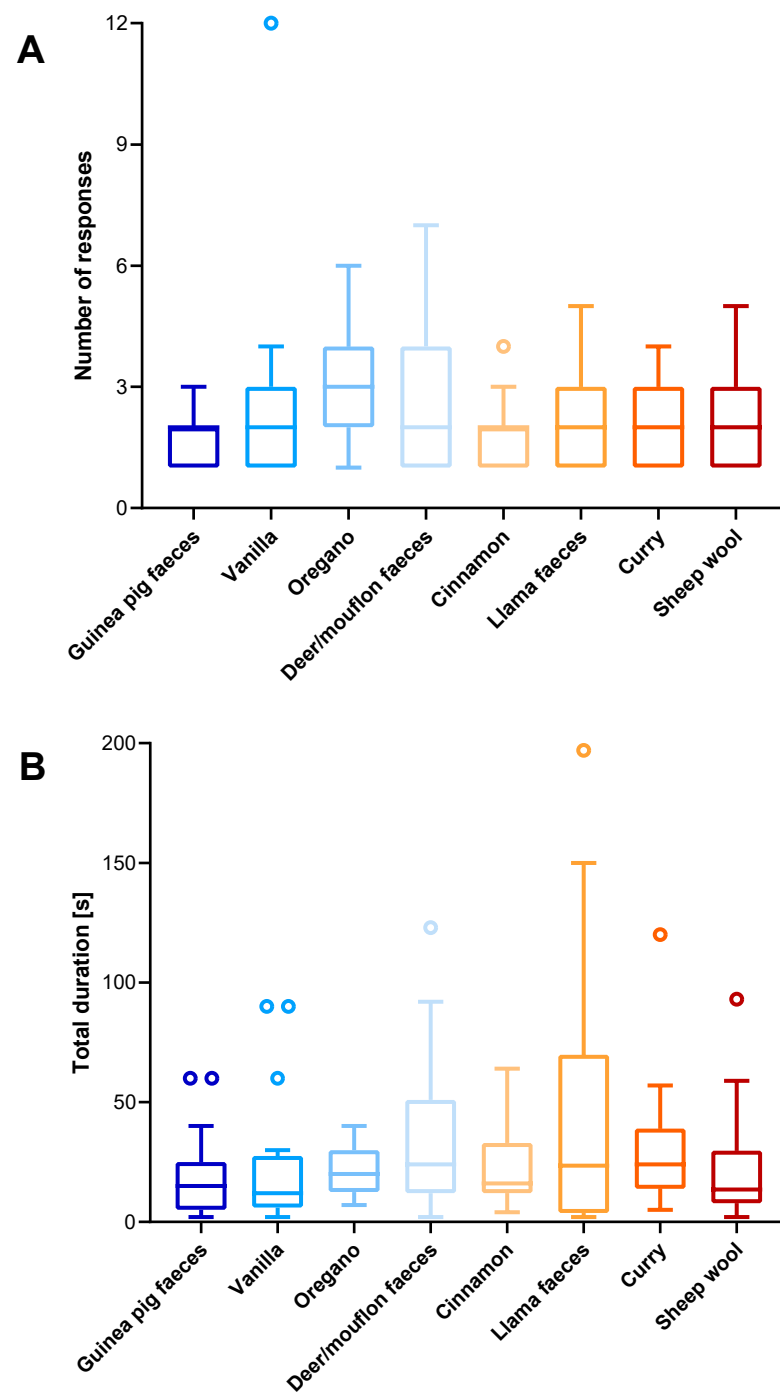 A
Number of responses
12
9
6
3
0
Guinea pig faeces
Vanilla
Oregano
Deer/mouflon faeces
Cinnamon
Llama faeces
Curry
Sheep wool
B
Total duration [s]
200
150
100
50
0
Guinea pig faeces
Vanilla
Oregano
Deer/mouflon faeces
Cinnamon
Llama faeces
Curry
Sheep wool